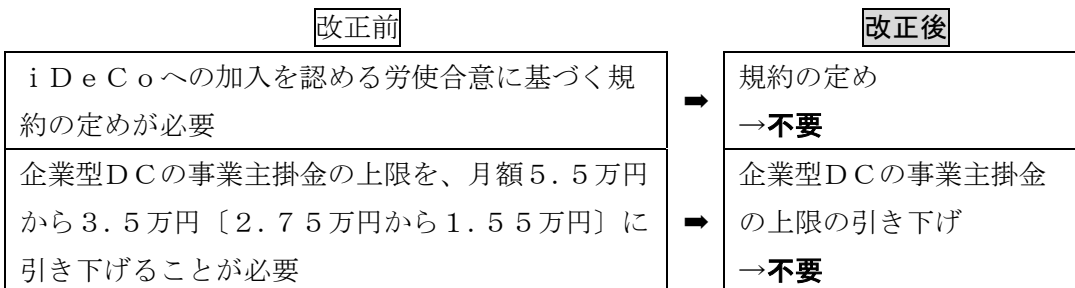 改正前
改正後
iDeCoへの加入を認める労使合意に基づく規
約の定めが必要
➡
規約の定め
→不要
企業型DCの事業主掛金の上限を、月額5.5万円
から3.5万円〔2.75万円から1.55万円〕に
引き下げることが必要
➡
企業型DCの事業主掛金
の上限の引き下げ
→不要